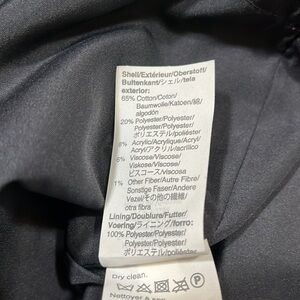 Shell/Extérieur/Oberstoff/
Buitenkant/シェル/tela
exterior:
65% Cotton/Coton/
Baumwolle/Katoen/綿/
algodón
20% Polyester/Polyester/
Polyester/Polyester/
ポリエステル/poliéster
8% Acrylic/Acrylique/Acryl/
Acryl/アクリル/acrílico
6% Viscose/Viscose/
Viskose/Viscose/
ビスコース/viscosa
1% Other Fiber/Autre Fibre/
Sonstige Faser/Andere
Vezel/その他の繊維/
otra fibra
Lining/Doublure/Futter/
Voering/ライニング/forro:
100% Polyester/Polyester/
Polyester/Polyester/
ポリエステル/poliéster
Dry clean.
P
Nettoyer à sec